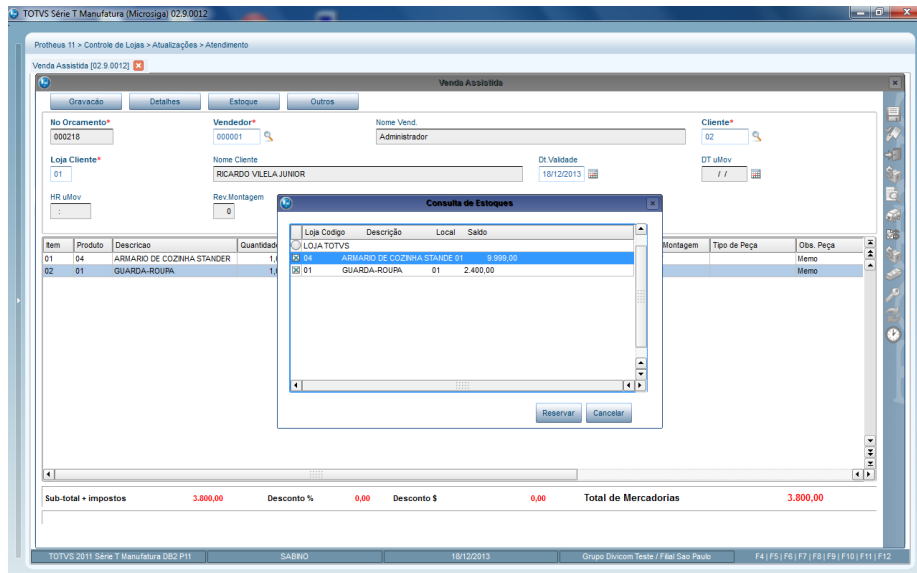 TOTVS Série T Manufatura (Microsiga) 02.9.0012
Protheus 11 > Controle de Lojas > Atualizações > Atendimento
Venda Assistida [02.9.0012]
Venda Assistida
Gravacão Detalhes Estoque Outros
No Orcamento* Vendedor* Nome Vend. Cliente*
000218 000001 Administrador 02
Loja Cliente* Nome Cliente Dt.Validade DT uMov
01 RICARDO VILELA JUNIOR 18/12/2013 / /
HR uMov Rev.Montagem
: 0
Consulta de Estoques
Loja Codigo Descrição Local Saldo
LOJA TOTVS
04 ARMARIO DE COZINHA STANDE 01 9.999,00
01 GUARDA-ROUPA 01 2.400,00
Reservar Cancelar
Item Produto Descricao Quantidade Montagem Tipo de Peça Obs. Peça
01 04 ARMARIO DE COZINHA STANDER 1,0 Memo
02 01 GUARDA-ROUPA 1,0 Memo
Sub-total + impostos 3.800,00 Desconto % 0,00 Desconto $ 0,00 Total de Mercadorias 3.800,00
TOTVS 2011 Série T Manufatura DB2 P11 SABINO 18/12/2013 Grupo Divicom Teste / Filial Sao Paulo F4 | F5 | F6 | F7 | F8 | F9 | F10 | F11 | F12